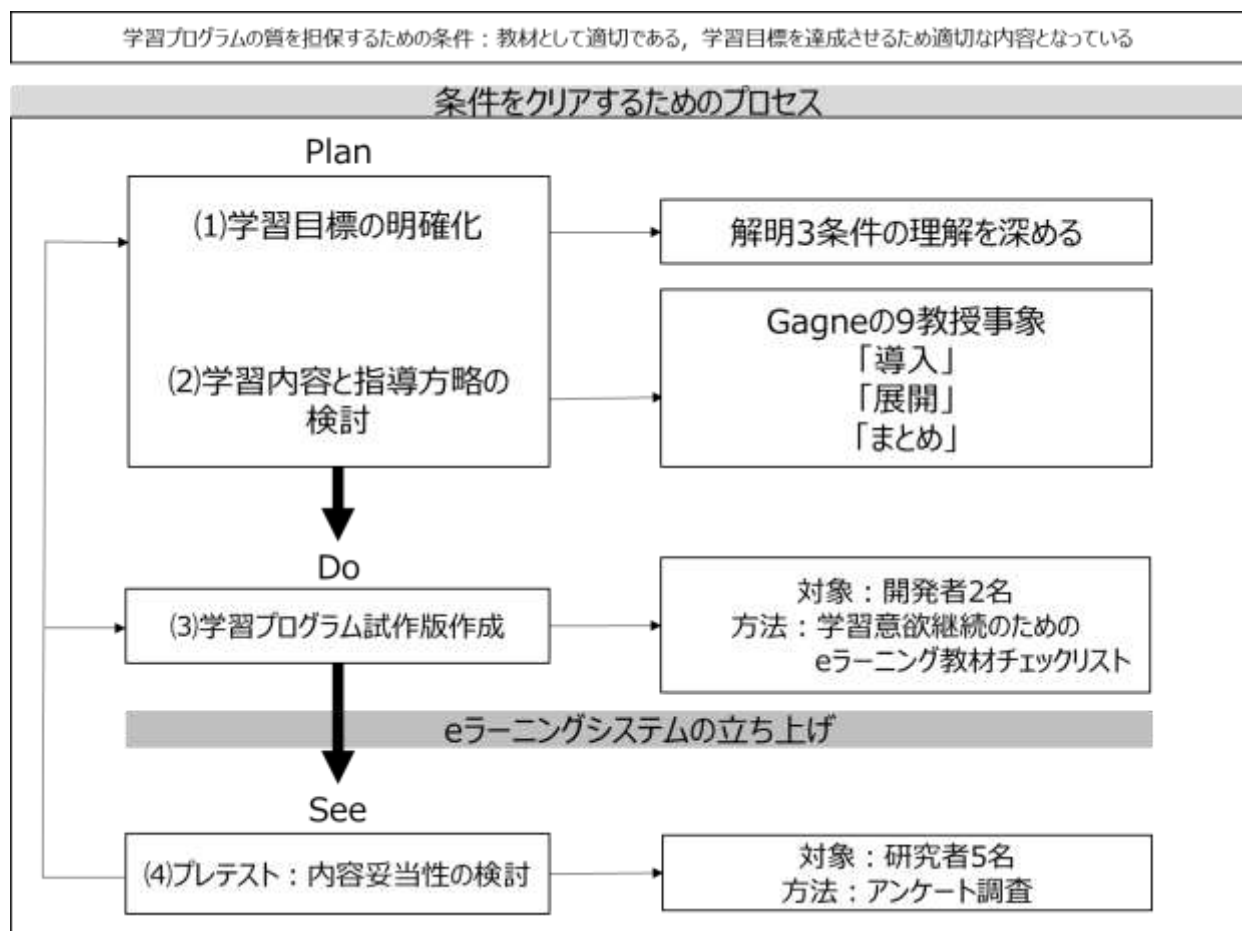 学習プログラムの質を担保するための条件：教材として適切である，学習目標を達成させるため適切な内容となっている
条件をクリアするためのプロセス
Plan
⑴学習目標の明確化
解明3条件の理解を深める
⑵学習内容と指導方略の
検討
Gagneの9教授事象
「導入」
「展開」
「まとめ」
Do
⑶学習プログラム試作版作成
対象：開発者2名
方法：学習意欲継続のための
eラーニング教材チェックリスト
eラーニングシステムの立ち上げ
See
⑷プレテスト：内容妥当性の検討
対象：研究者5名
方法：アンケート調査